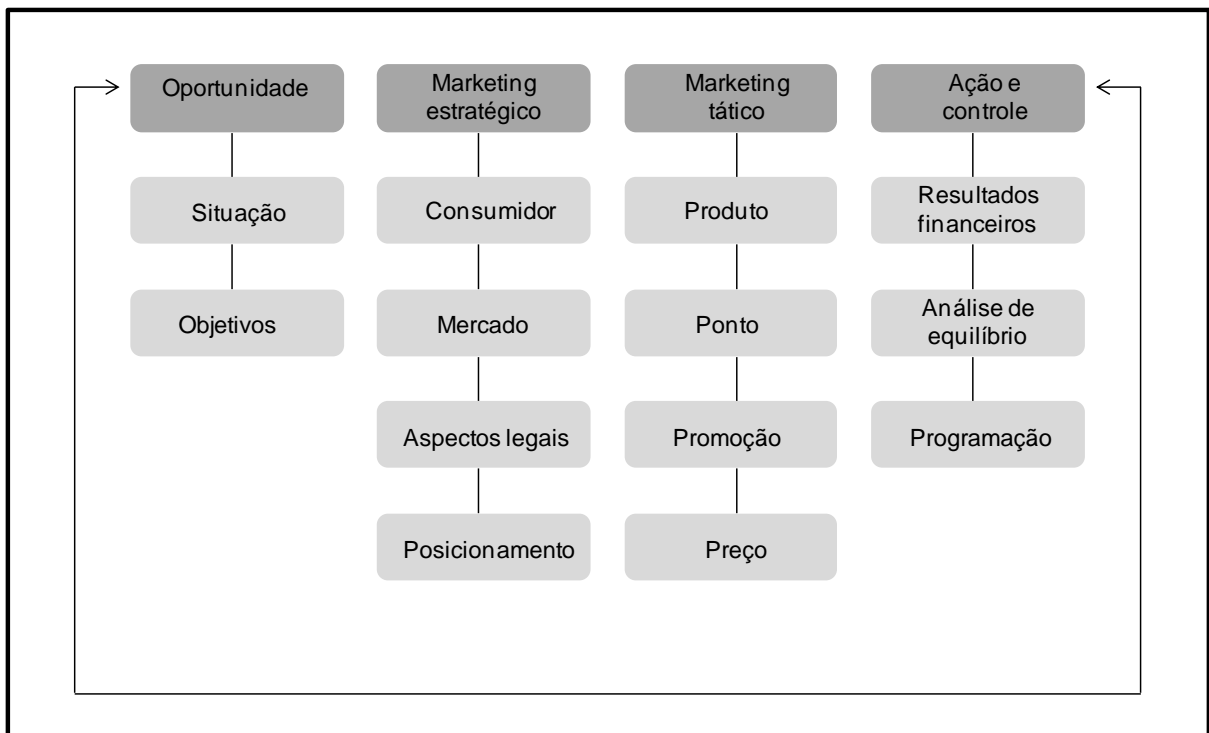 Oportunidade
Situação
Objetivos
Marketing
estratégico
Consumidor
Mercado
Aspectos legais
Posicionamento
Marketing
tático
Produto
Ponto
Promoção
Preço
Ação e
controle
Resultados
financeiros
Análise de
equilíbrio
Programação